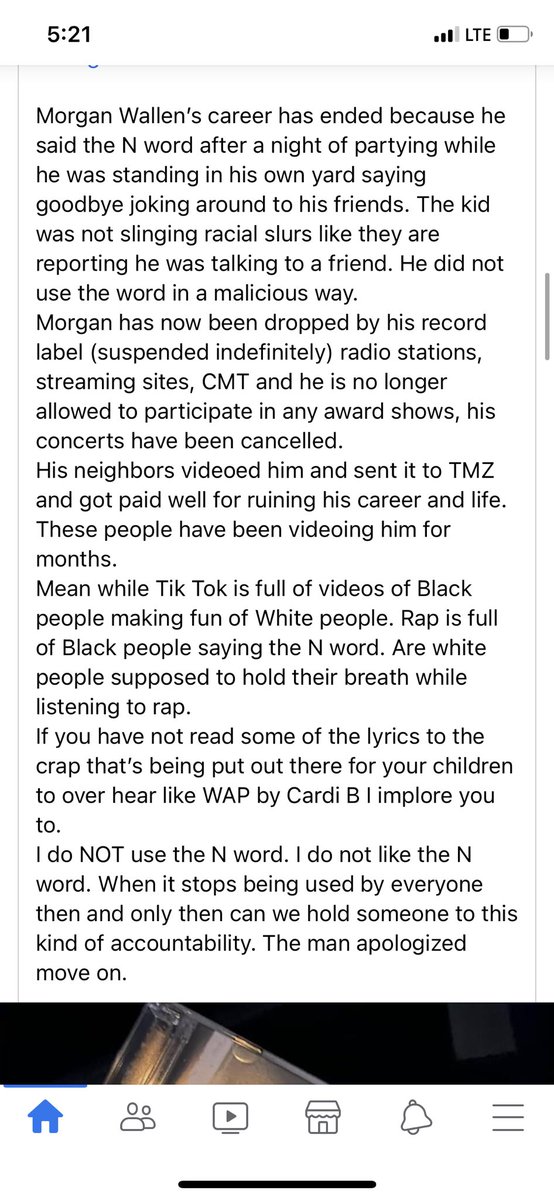 5:21
LTE
Morgan Wallen’s career has ended because he
said the N word after a night of partying while
he was standing in his own yard saying
goodbye joking around to his friends. The kid
was not slinging racial slurs like they are
reporting he was talking to a friend. He did not
use the word in a malicious way.
Morgan has now been dropped by his record
label (suspended indefinitely) radio stations,
streaming sites, CMT and he is no longer
allowed to participate in any award shows, his
concerts have been cancelled.
His neighbors videoed him and sent it to TMZ
and got paid well for ruining his career and life.
These people have been videoing him for
months.
Mean while Tik Tok is full of videos of Black
people making fun of White people. Rap is full
of Black people saying the N word. Are white
people supposed to hold their breath while
listening to rap.
If you have not read some of the lyrics to the
crap that’s being put out there for your children
to over hear like WAP by Cardi B I implore you
to.
I do NOT use the N word. I do not like the N
word. When it stops being used by everyone
then and only then can we hold someone to this
kind of accountability. The man apologized
move on.